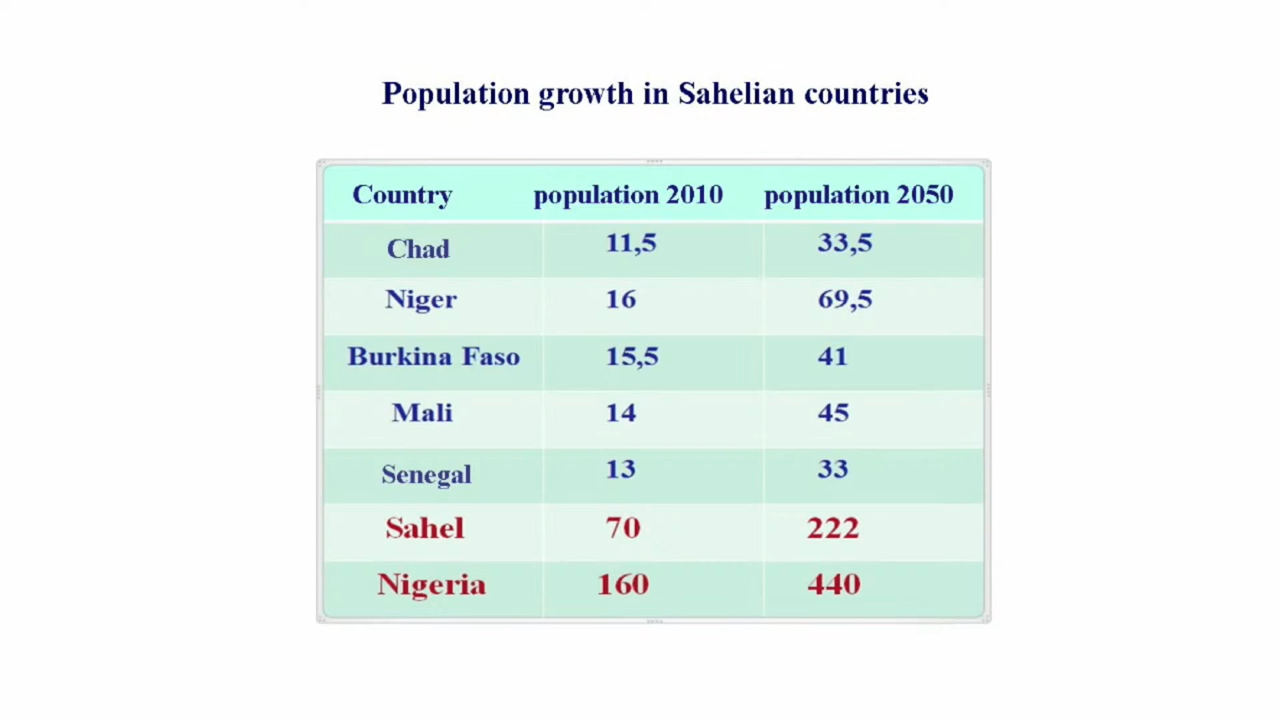 Population growth in Sahelian countries
Country population 2010 population 2050
Chad 11,5 33,5
Niger 16 69,5
Burkina Faso 15,5 41
Mali 14 45
Senegal 13 33
Sahel 70 222
Nigeria 160 440